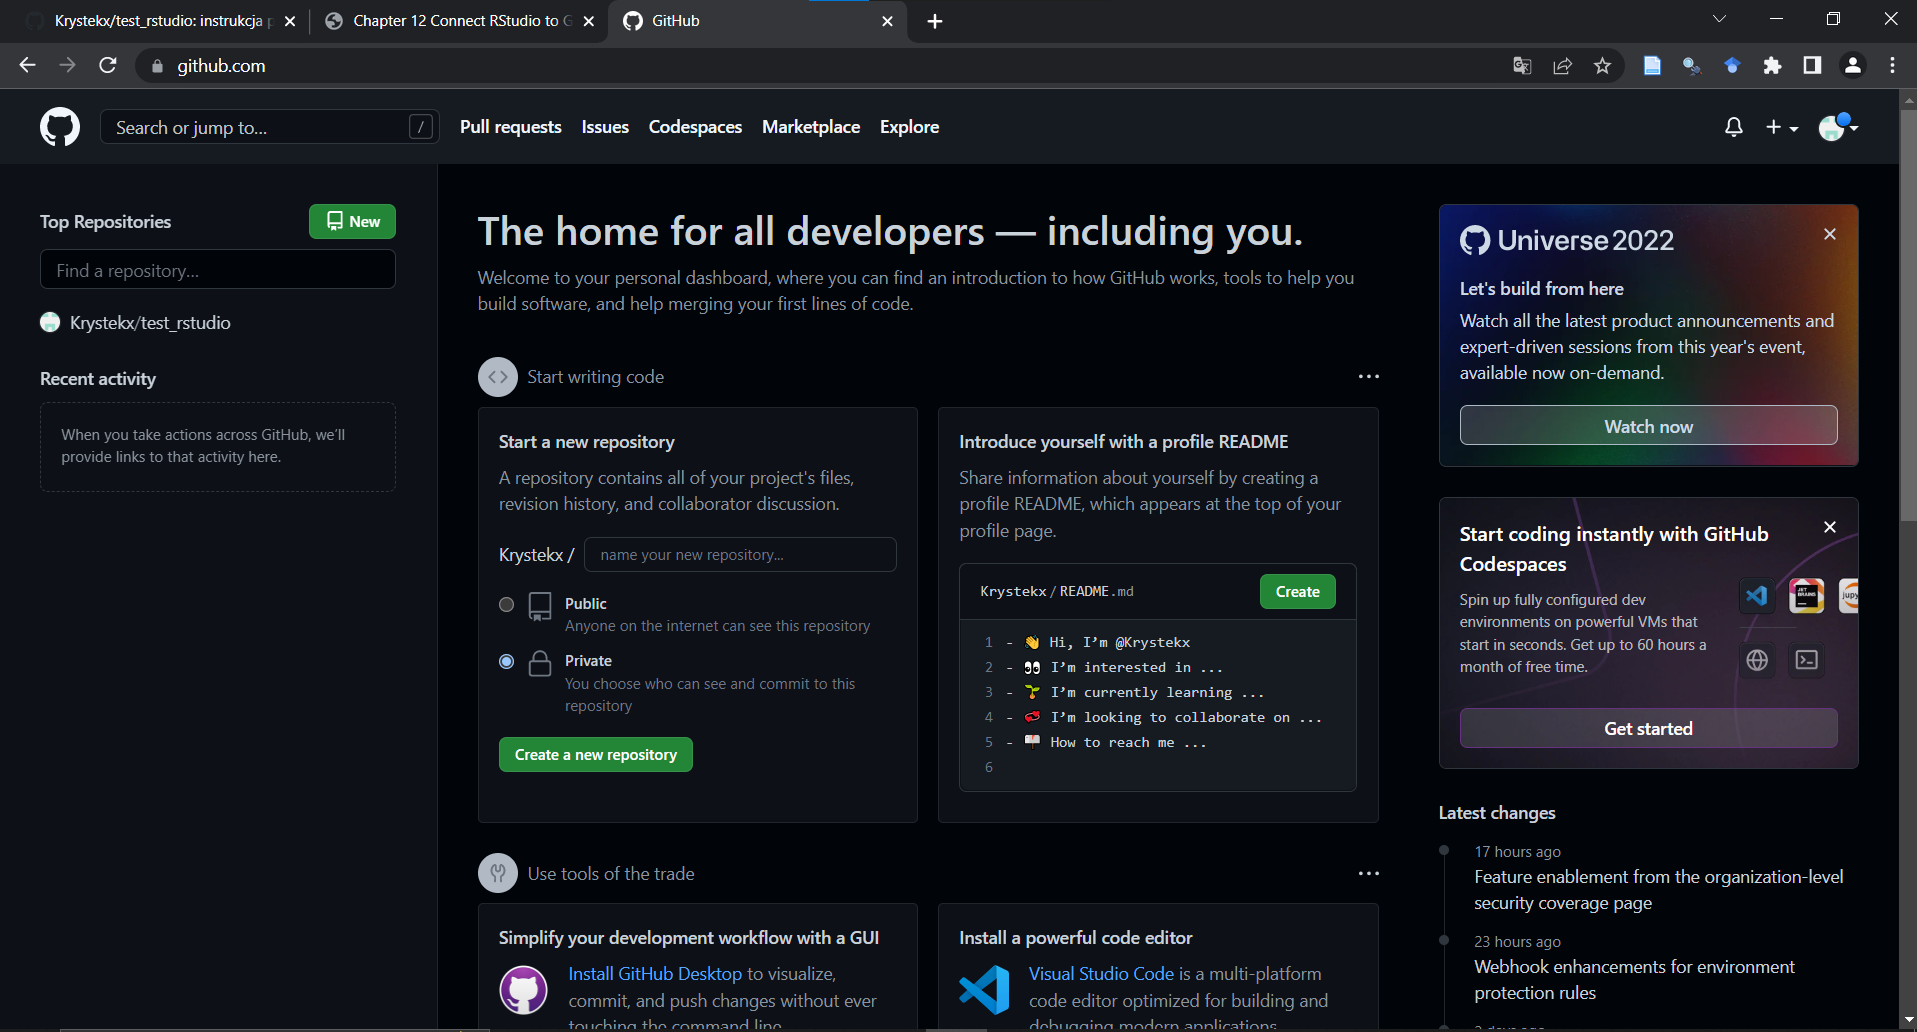 Krystekx/test_rstudio: instrukcja p
Chapter 12 Connect RStudio to G
GitHub
github.com
Search or jump to...
/
Pull requests
Issues
Codespaces
Marketplace
Explore
Top Repositories
New
Find a repository...
Krystekx/test_rstudio
Recent activity
When you take actions across GitHub, we'll
provide links to that activity here.
The home for all developers — including you.
Welcome to your personal dashboard, where you can find an introduction to how GitHub works, tools to help you
build software, and help merging your first lines of code.
Start writing code
Start a new repository
A repository contains all of your project's files,
revision history, and collaborator discussion.
Krystekx /
name your new repository...
Public
Anyone on the internet can see this repository
Private
You choose who can see and commit to this
repository
Create a new repository
Introduce yourself with a profile README
Share information about yourself by creating a
profile README, which appears at the top of your
profile page.
Krystekx / README.md
Create
1 - 👋 Hi, I’m @Krystekx
2 - 👀 I’m interested in ...
3 - 🌱 I’m currently learning ...
4 - 💞️ I’m looking to collaborate on ...
5 - 📫 How to reach me ...
6
Use tools of the trade
Simplify your development workflow with a GUI
Install GitHub Desktop to visualize,
commit, and push changes without ever
touching the command line.
Install a powerful code editor
Visual Studio Code is a multi-platform
code editor optimized for building and
debugging modern applications.
Universe 2022
Let's build from here
Watch all the latest product announcements and
expert-driven sessions from this year's event,
available now on-demand.
Watch now
Start coding instantly with GitHub
Codespaces
Spin up fully configured dev
environments on powerful VMs that
start in seconds. Get up to 60 hours a
month of free time.
JET
BRAINS
jupy
Get started
Latest changes
17 hours ago
Feature enablement from the organization-level
security coverage page
23 hours ago
Webhook enhancements for environment
protection rules